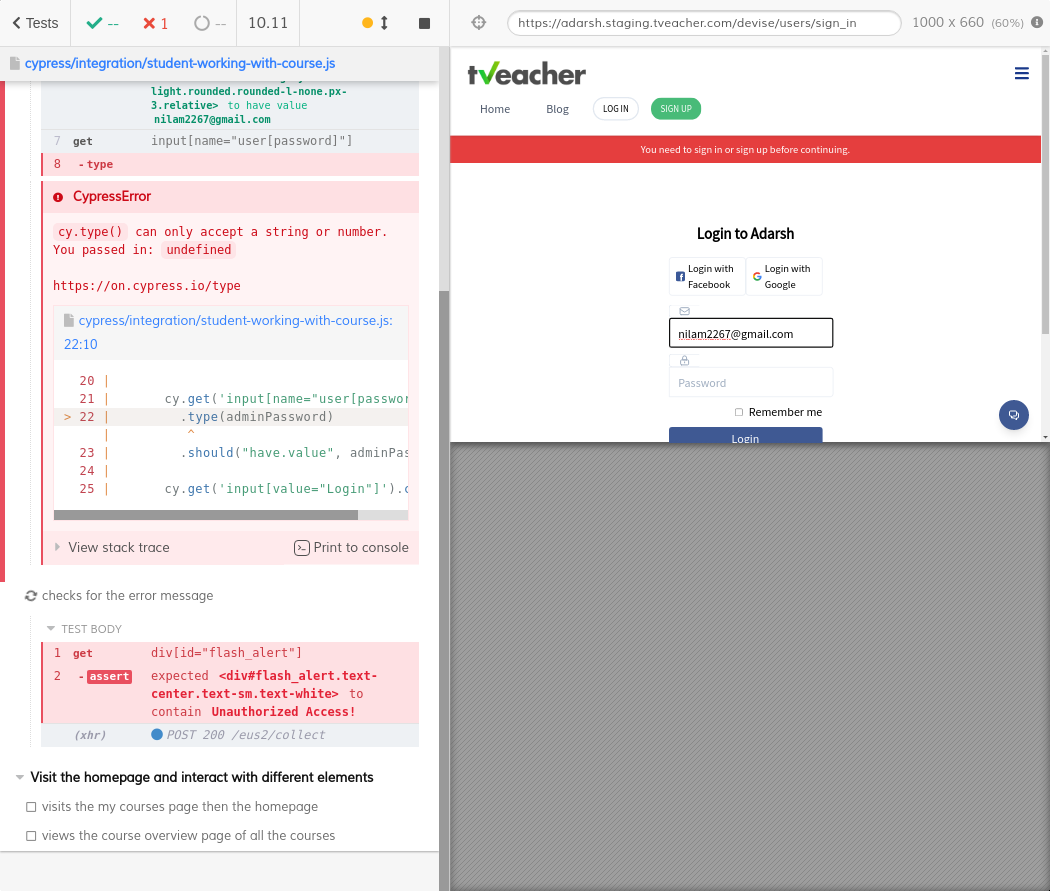 Tests
--
1
--
10.11
https://adarsh.staging.tveacher.com/devise/users/sign_in
1000 x 660 (60%)
cypress/integration/student-working-with-course.js
light.rounded.rounded-l-none.px-
3.relative> to have value
nilam2267@gmail.com
7 get input[name="user[password]"]
8 -type
CypressError
cy.type() can only accept a string or number.
You passed in: undefined
https://on.cypress.io/type
cypress/integration/student-working-with-course.js:
22:10
20 |
21 | cy.get('input[name="user[passwor
> 22 | .type(adminPassword)
| ^
23 | .should("have.value", adminPas
24 |
25 | cy.get('input[value="Login"]').c
View stack trace
Print to console
checks for the error message
TEST BODY
1 get div[id="flash_alert"]
2 -assert expected <div#flash_alert.text-
center.text-sm.text-white> to
contain Unauthorized Access!
(xhr) POST 200 /eus2/collect
Visit the homepage and interact with different elements
visits the my courses page then the homepage
views the course overview page of all the courses
tveacher
Home
Blog
LOG IN
SIGN UP
You need to sign in or sign up before continuing.
Login to Adarsh
Login with
Facebook
Login with
Google
nilam2267@gmail.com
Password
Remember me
Login